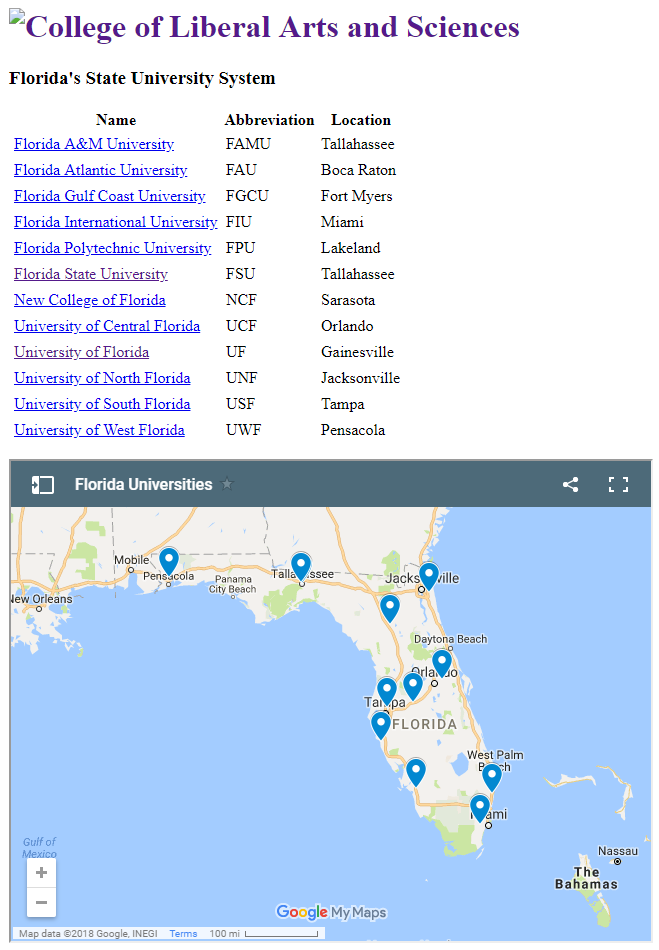 College of Liberal Arts and Sciences
Florida's State University System
Name Abbreviation Location
Florida A&M University FAMU Tallahassee
Florida Atlantic University FAU Boca Raton
Florida Gulf Coast University FGCU Fort Myers
Florida International University FIU Miami
Florida Polytechnic University FPU Lakeland
Florida State University FSU Tallahassee
New College of Florida NCF Sarasota
University of Central Florida UCF Orlando
University of Florida UF Gainesville
University of North Florida UNF Jacksonville
University of South Florida USF Tampa
University of West Florida UWF Pensacola
Florida Universities
Mobile
Pensacola
Panama
City Beach
Tallahassee
Jacksonville
New Orleans
Daytona Beach
Orlando
Tampa
FLORIDA
West Palm
Beach
Miami
Gulf of
Mexico
Nassau
The
Bahamas
+
−
Google My Maps
Map data ©2018 Google, INEGI Terms 100 mi